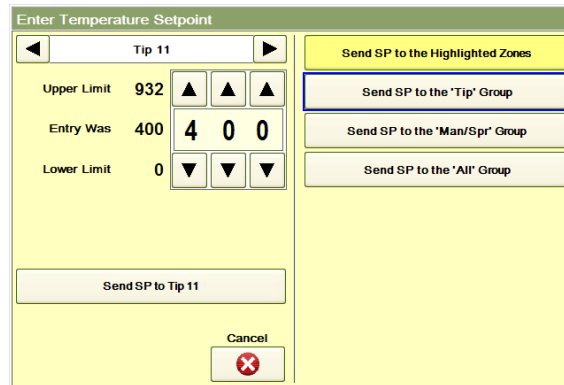 Enter Temperature Setpoint
Tip 11
Upper Limit 932
Entry Was 400
4 0 0
Lower Limit 0
Send SP to Tip 11
Cancel
Send SP to the Highlighted Zones
Send SP to the 'Tip' Group
Send SP to the 'Man/Spr' Group
Send SP to the 'All' Group